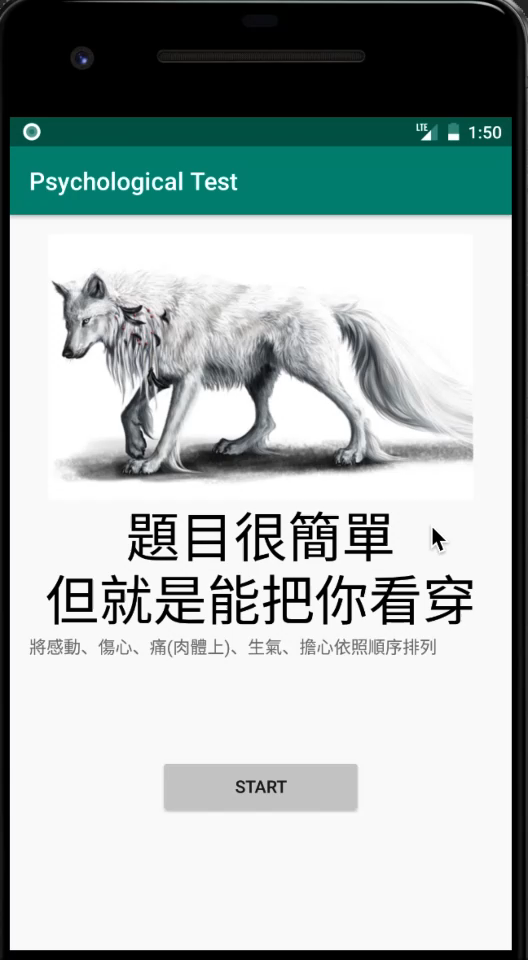 LTE 1:50
Psychological Test
題目很簡單
但就是能把你看穿
將感動、傷心、痛(肉體上)、生氣、擔心依照順序排列
START